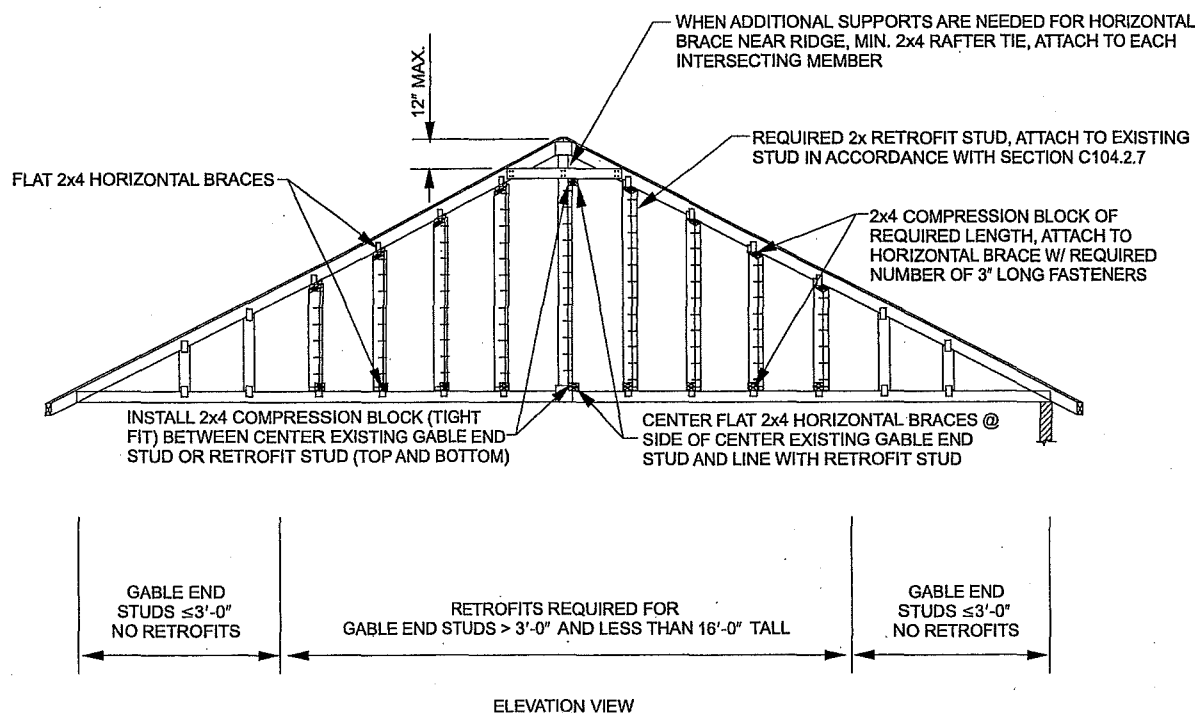 WHEN ADDITIONAL SUPPORTS ARE NEEDED FOR HORIZONTAL
BRACE NEAR RIDGE, MIN. 2x4 RAFTER TIE, ATTACH TO EACH
INTERSECTING MEMBER
12" MAX.
REQUIRED 2x RETROFIT STUD, ATTACH TO EXISTING
STUD IN ACCORDANCE WITH SECTION C104.2.7
FLAT 2x4 HORIZONTAL BRACES
2x4 COMPRESSION BLOCK OF
REQUIRED LENGTH, ATTACH TO
HORIZONTAL BRACE W/ REQUIRED
NUMBER OF 3" LONG FASTENERS
INSTALL 2x4 COMPRESSION BLOCK (TIGHT
FIT) BETWEEN CENTER EXISTING GABLE END
STUD OR RETROFIT STUD (TOP AND BOTTOM)
CENTER FLAT 2x4 HORIZONTAL BRACES @
SIDE OF CENTER EXISTING GABLE END
STUD AND LINE WITH RETROFIT STUD
GABLE END
STUDS ≤3'-0"
NO RETROFITS
RETROFITS REQUIRED FOR
GABLE END STUDS > 3'-0" AND LESS THAN 16'-0" TALL
GABLE END
STUDS ≤3'-0"
NO RETROFITS
ELEVATION VIEW